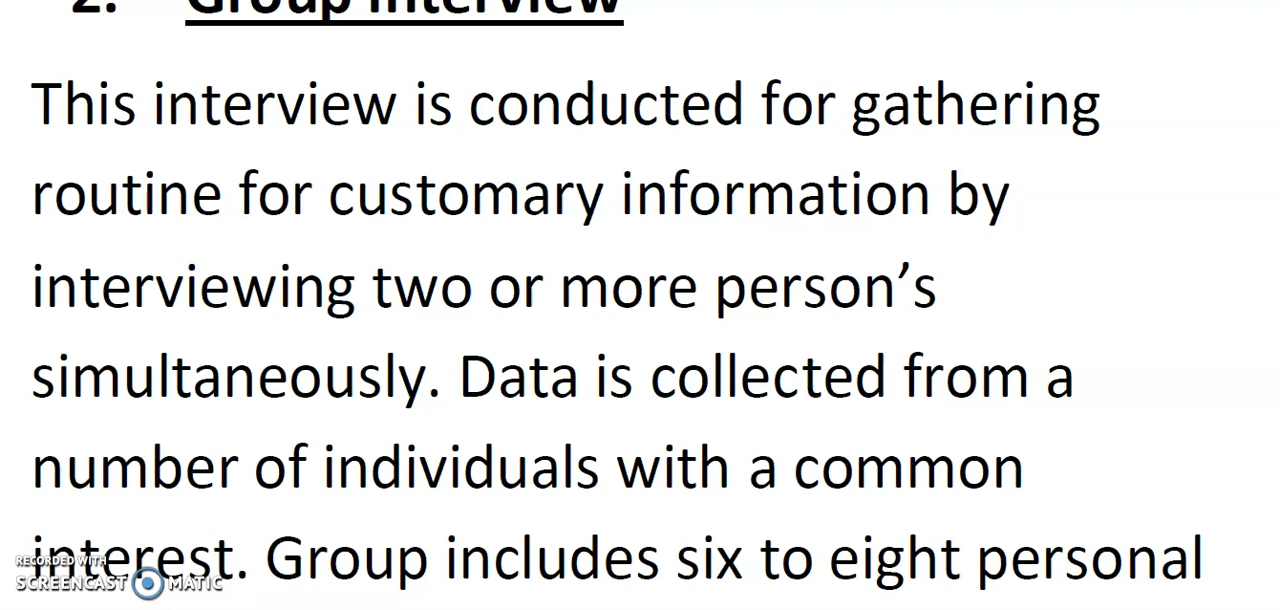 2. Group Interview
This interview is conducted for gathering
routine for customary information by
interviewing two or more person’s
simultaneously. Data is collected from a
number of individuals with a common
interest. Group includes six to eight personal
RECORDED WITH
SCREENCAST MATIC